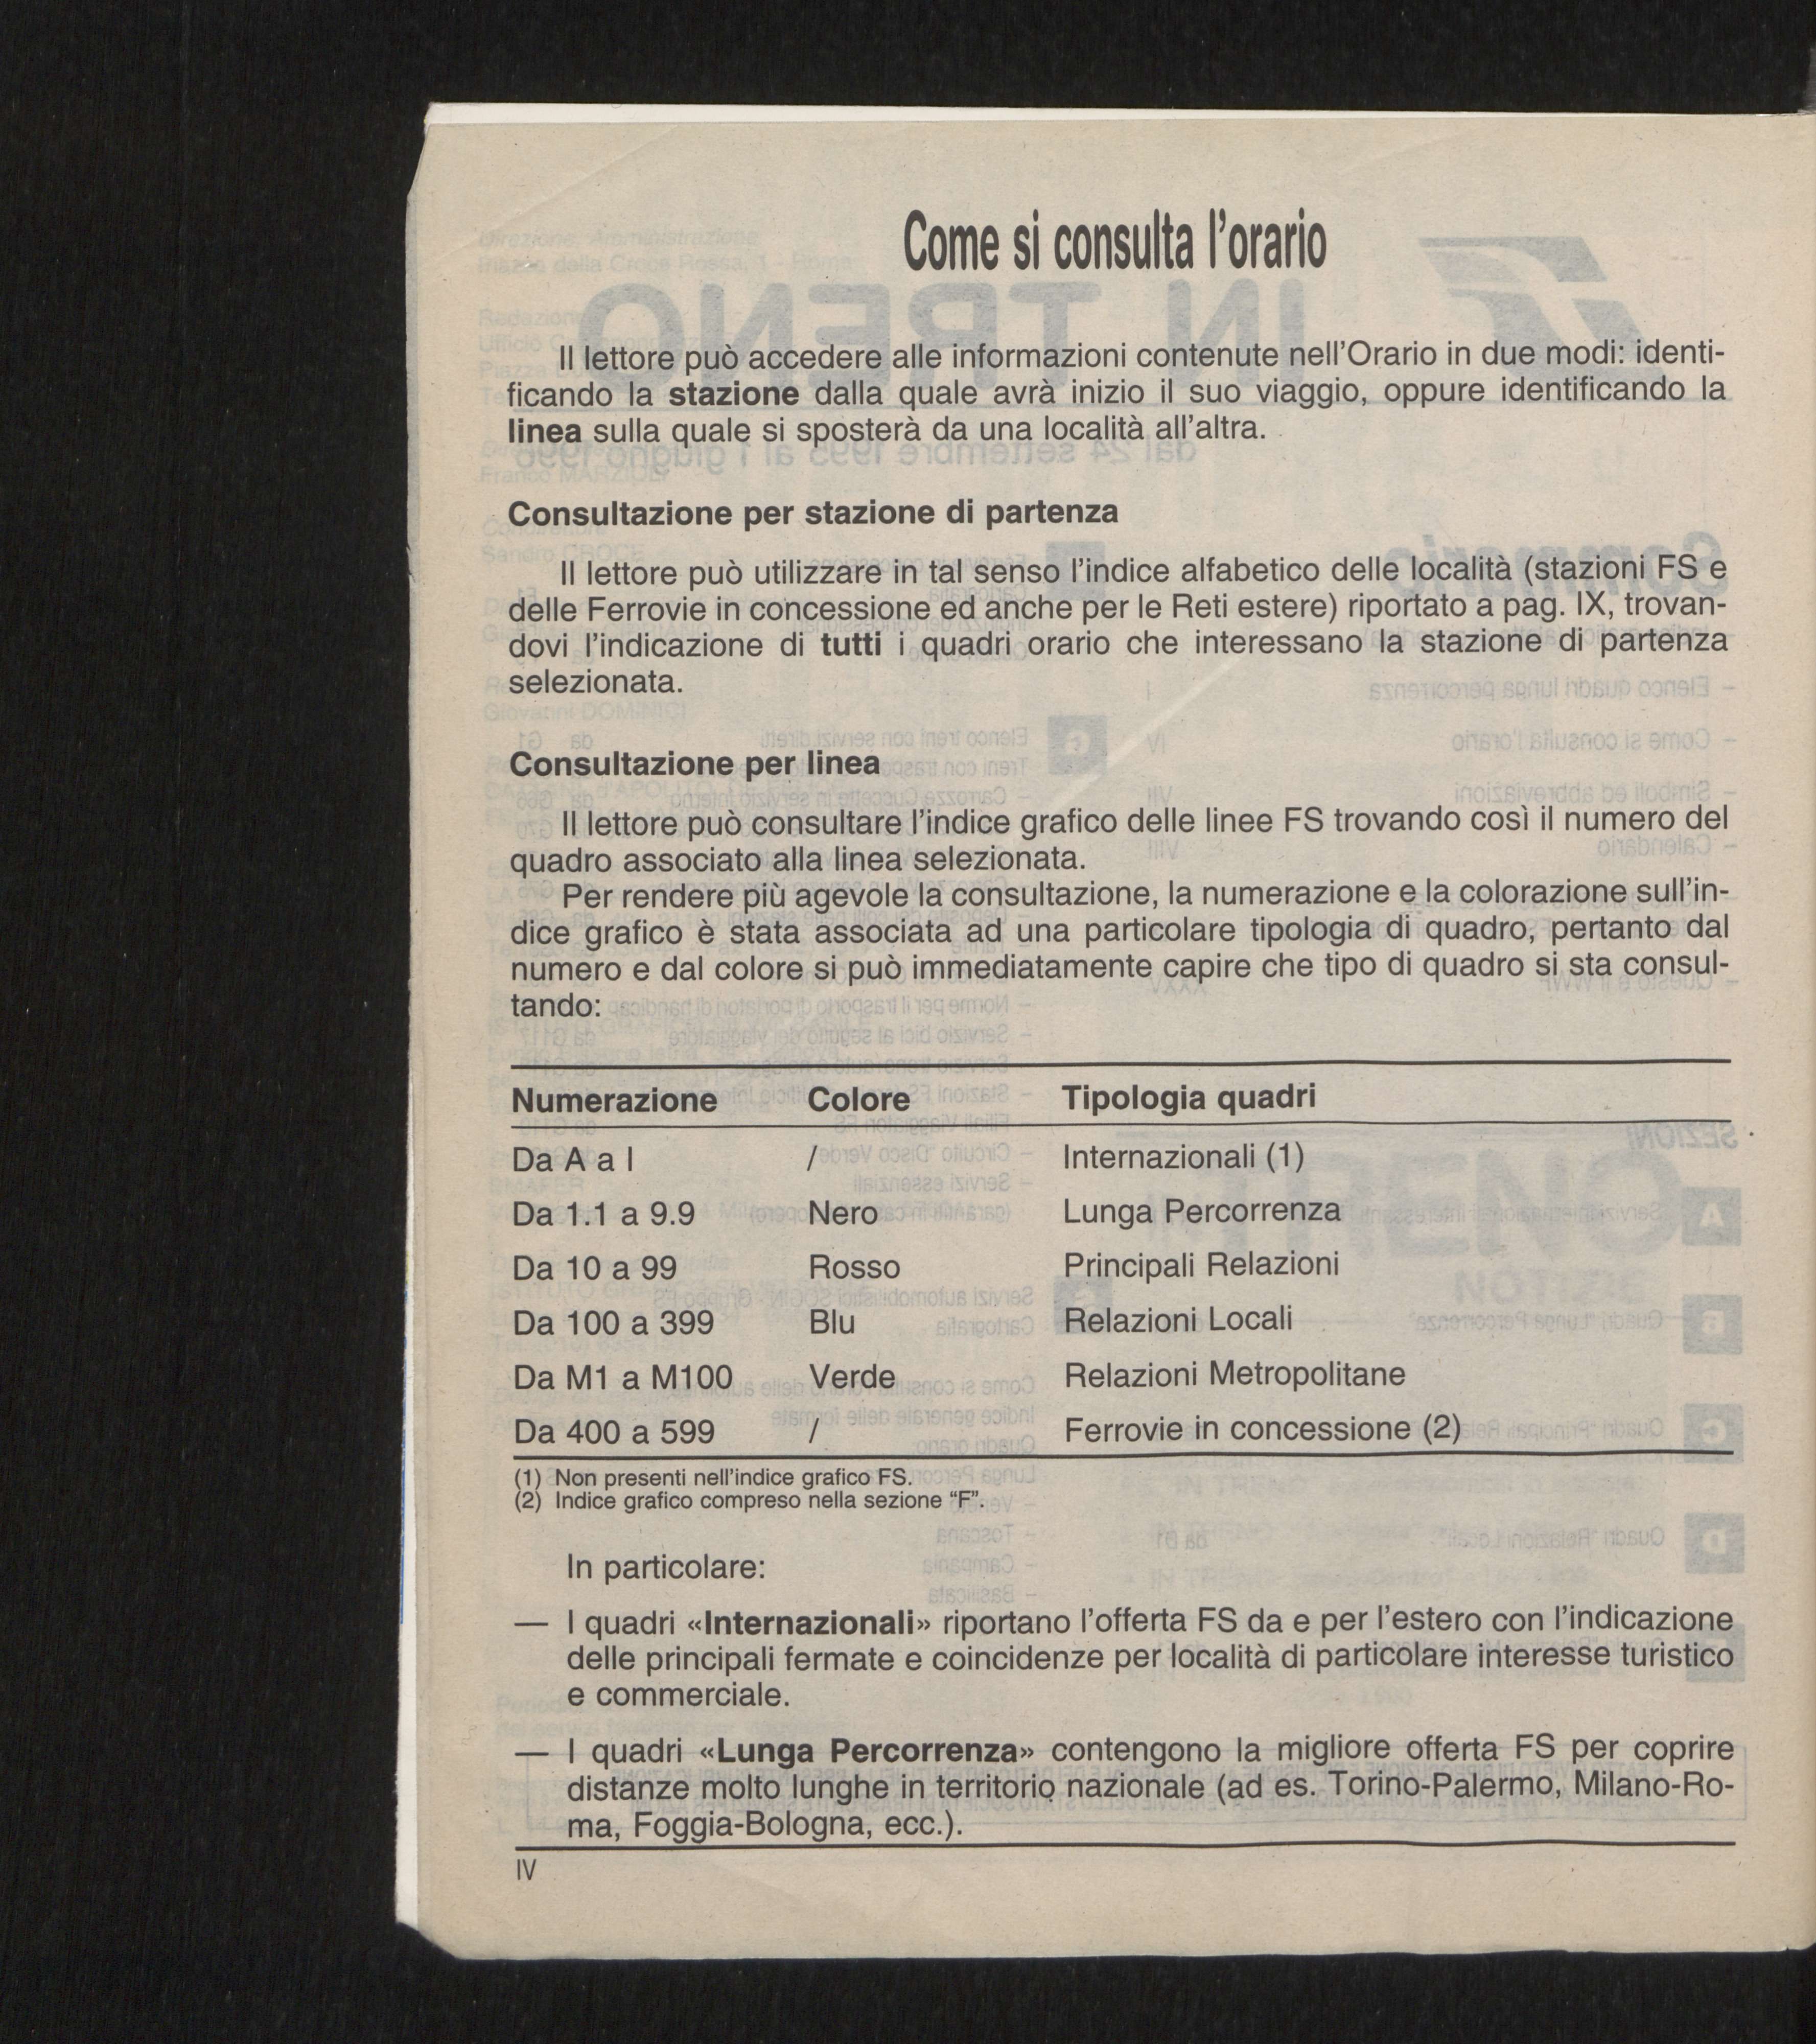 Come si consulta l'orario
Il lettore può accedere alle informazioni contenute nell'Orario in due modi: identi-
ficando la stazione dalla quale avrà inizio il suo viaggio, oppure identificando la
linea sulla quale si sposterà da una località all'altra.
Consultazione per stazione di partenza
Il lettore può utilizzare in tal senso l'indice alfabetico delle località (stazioni FS e
delle Ferrovie in concessione ed anche per le Reti estere) riportato a pag. IX, trovan-
dovi l'indicazione di tutti i quadri orario che interessano la stazione di partenza
selezionata.
Consultazione per linea
Il lettore può consultare l'indice grafico delle linee FS trovando così il numero del
quadro associato alla linea selezionata.
Per rendere più agevole la consultazione, la numerazione e la colorazione sull'in-
dice grafico è stata associata ad una particolare tipologia di quadro, pertanto dal
numero e dal colore si può immediatamente capire che tipo di quadro si sta consul-
tando:
Numerazione Colore Tipologia quadri
Da A a I / Internazionali (1)
Da 1.1 a 9.9 Nero Lunga Percorrenza
Da 10 a 99 Rosso Principali Relazioni
Da 100 a 399 Blu Relazioni Locali
Da M1 a M100 Verde Relazioni Metropolitane
Da 400 a 599 / Ferrovie in concessione (2)
(1) Non presenti nell'indice grafico FS.
(2) Indice grafico compreso nella sezione "F".
In particolare:
— I quadri «Internazionali» riportano l'offerta FS da e per l'estero con l'indicazione
delle principali fermate e coincidenze per località di particolare interesse turistico
e commerciale.
— I quadri «Lunga Percorrenza» contengono la migliore offerta FS per coprire
distanze molto lunghe in territorio nazionale (ad es. Torino-Palermo, Milano-Ro-
ma, Foggia-Bologna, ecc.).
IV